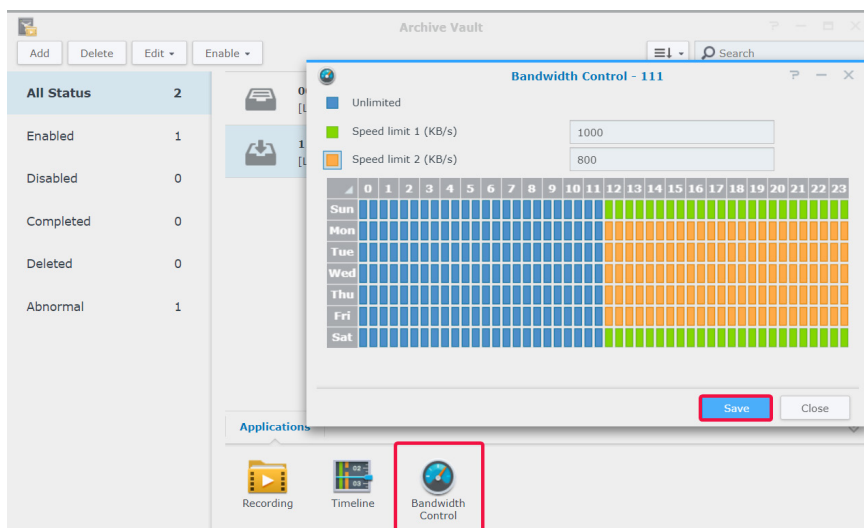 Archive Vault
Add Delete Edit Enable Search
All Status 2
Enabled 1
Disabled 0
Completed 0
Deleted 0
Abnormal 1
Bandwidth Control - 111
Unlimited
Speed limit 1 (KB/s) 1000
Speed limit 2 (KB/s) 800
0 1 2 3 4 5 6 7 8 9 10 11 12 13 14 15 16 17 18 19 20 21 22 23
Sun
Mon
Tue
Wed
Thu
Fri
Sat
Save Close
Applications
02
03
Recording Timeline Bandwidth
Control